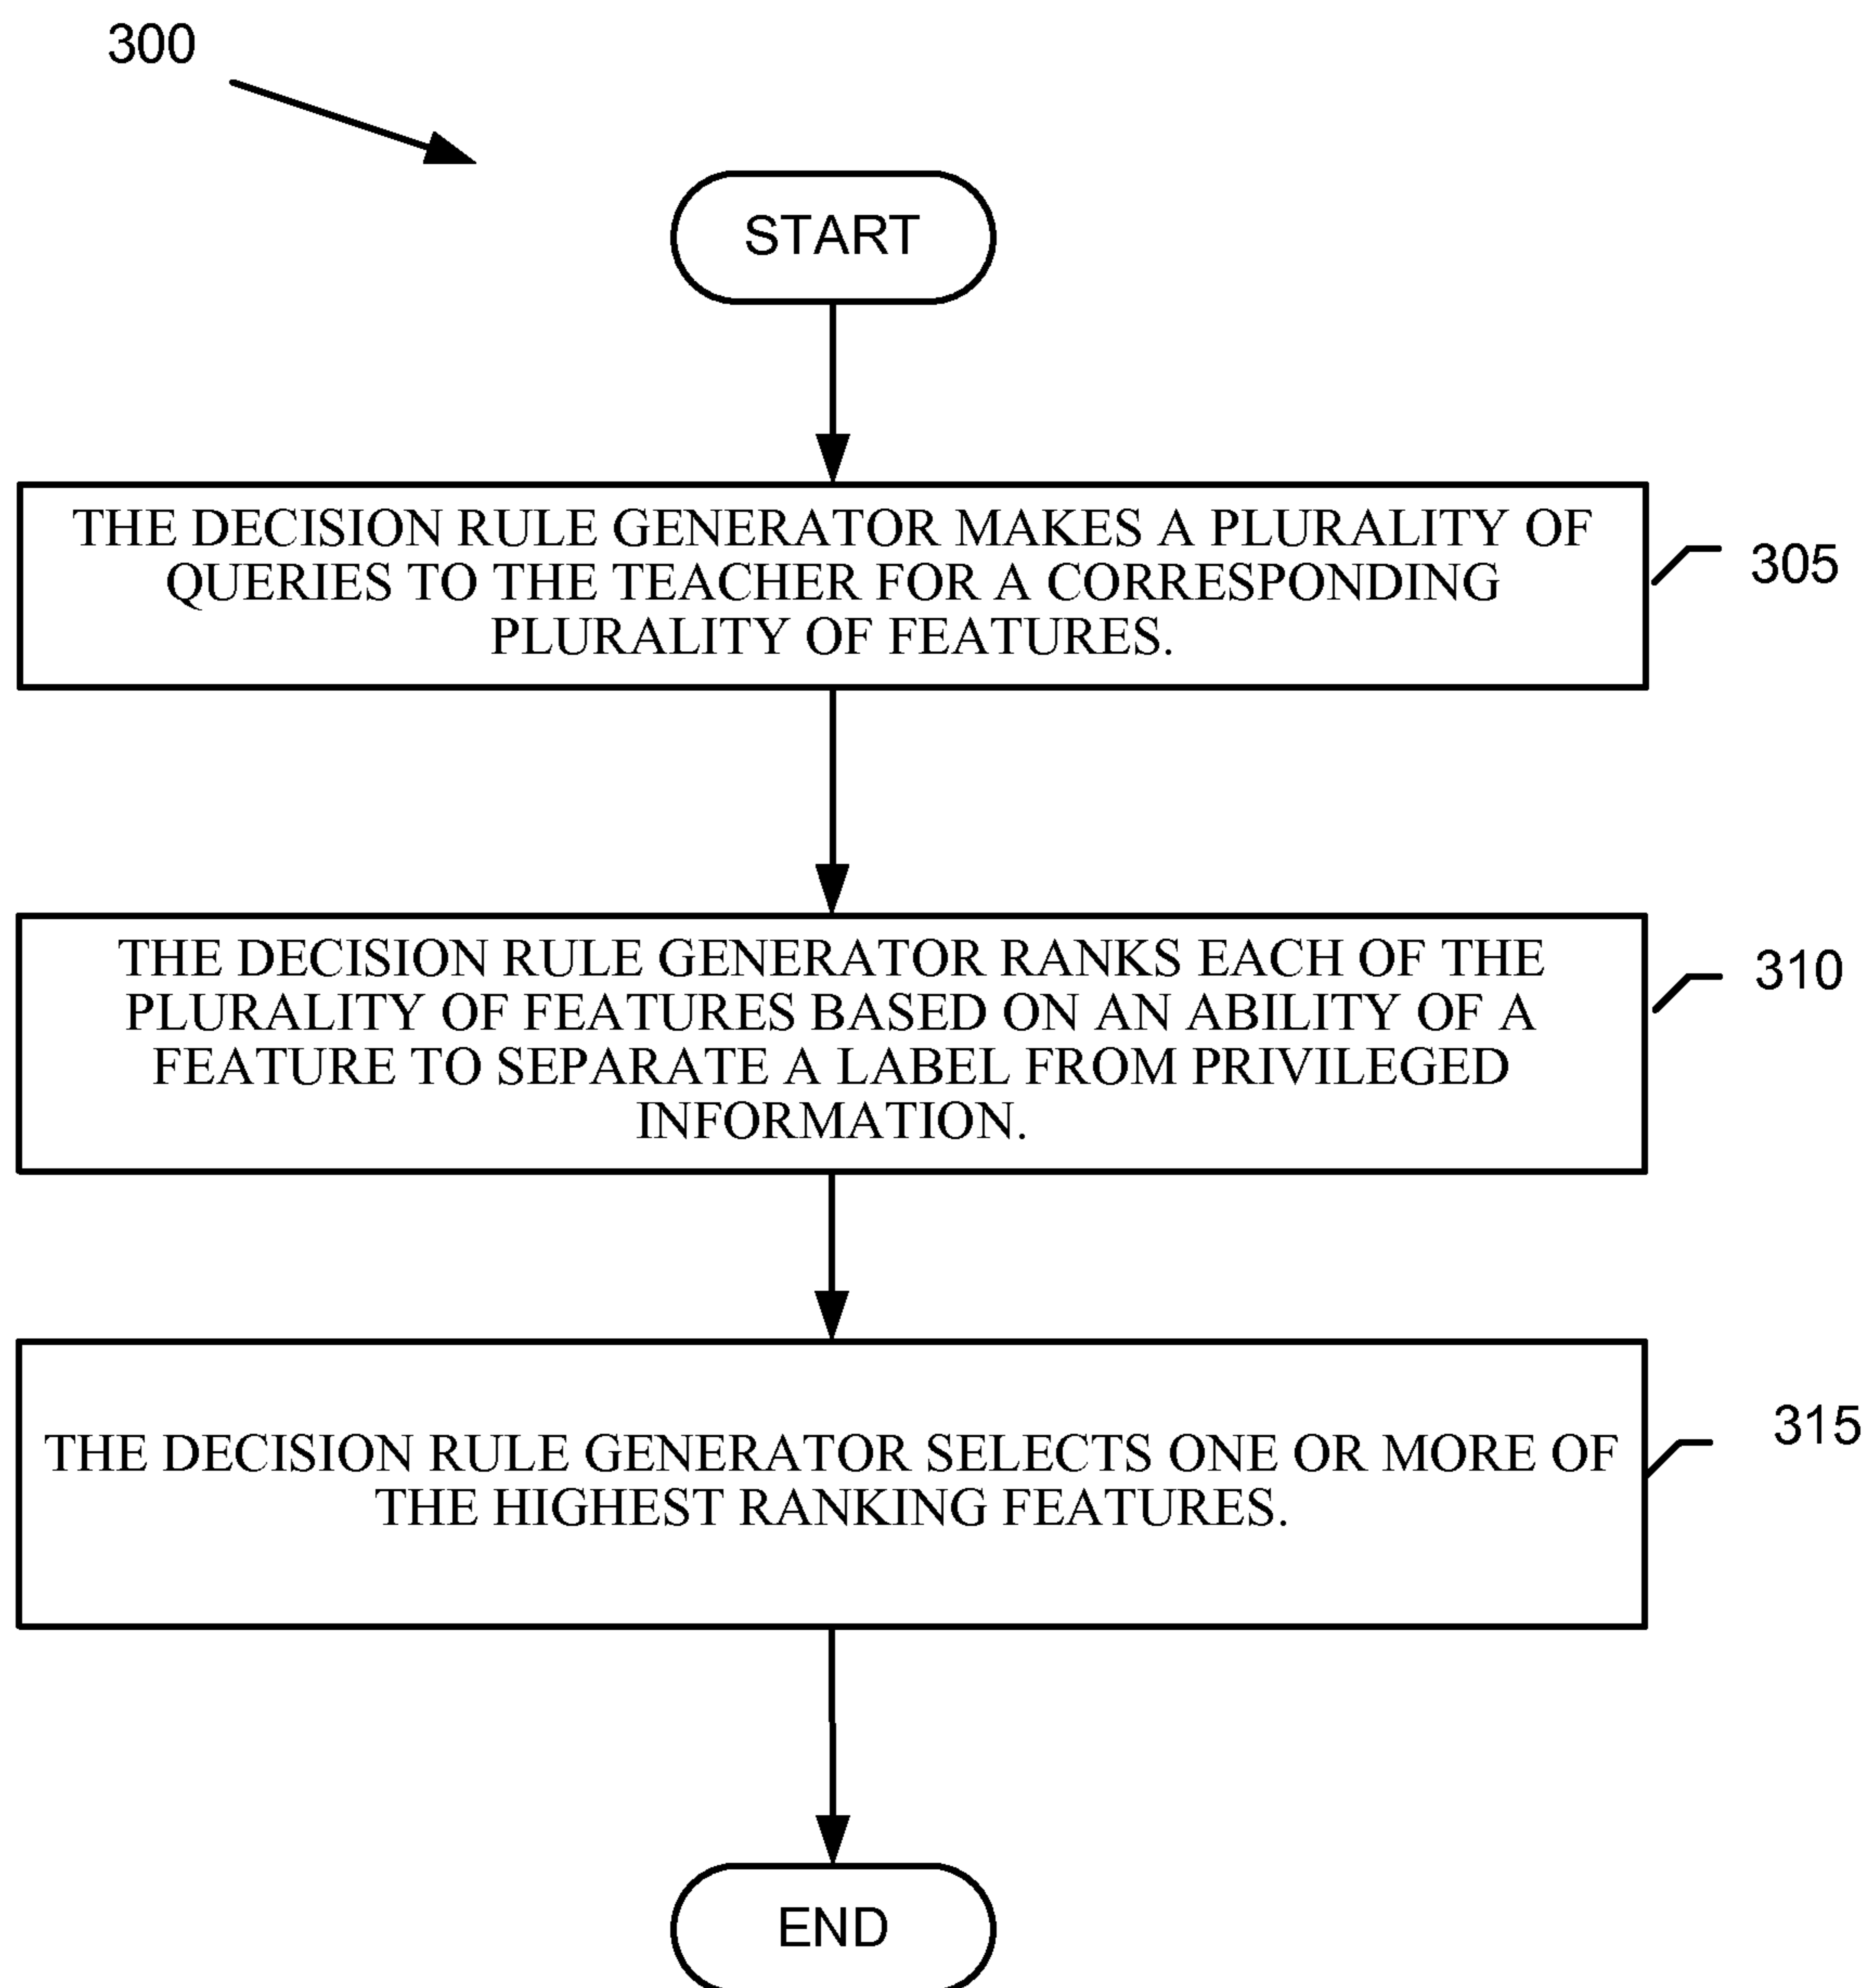 300
START
THE DECISION RULE GENERATOR MAKES A PLURALITY OF
QUERIES TO THE TEACHER FOR A CORRESPONDING
PLURALITY OF FEATURES.
305
THE DECISION RULE GENERATOR RANKS EACH OF THE
PLURALITY OF FEATURES BASED ON AN ABILITY OF A
FEATURE TO SEPARATE A LABEL FROM PRIVILEGED
INFORMATION.
310
THE DECISION RULE GENERATOR SELECTS ONE OR MORE OF
THE HIGHEST RANKING FEATURES.
315
END